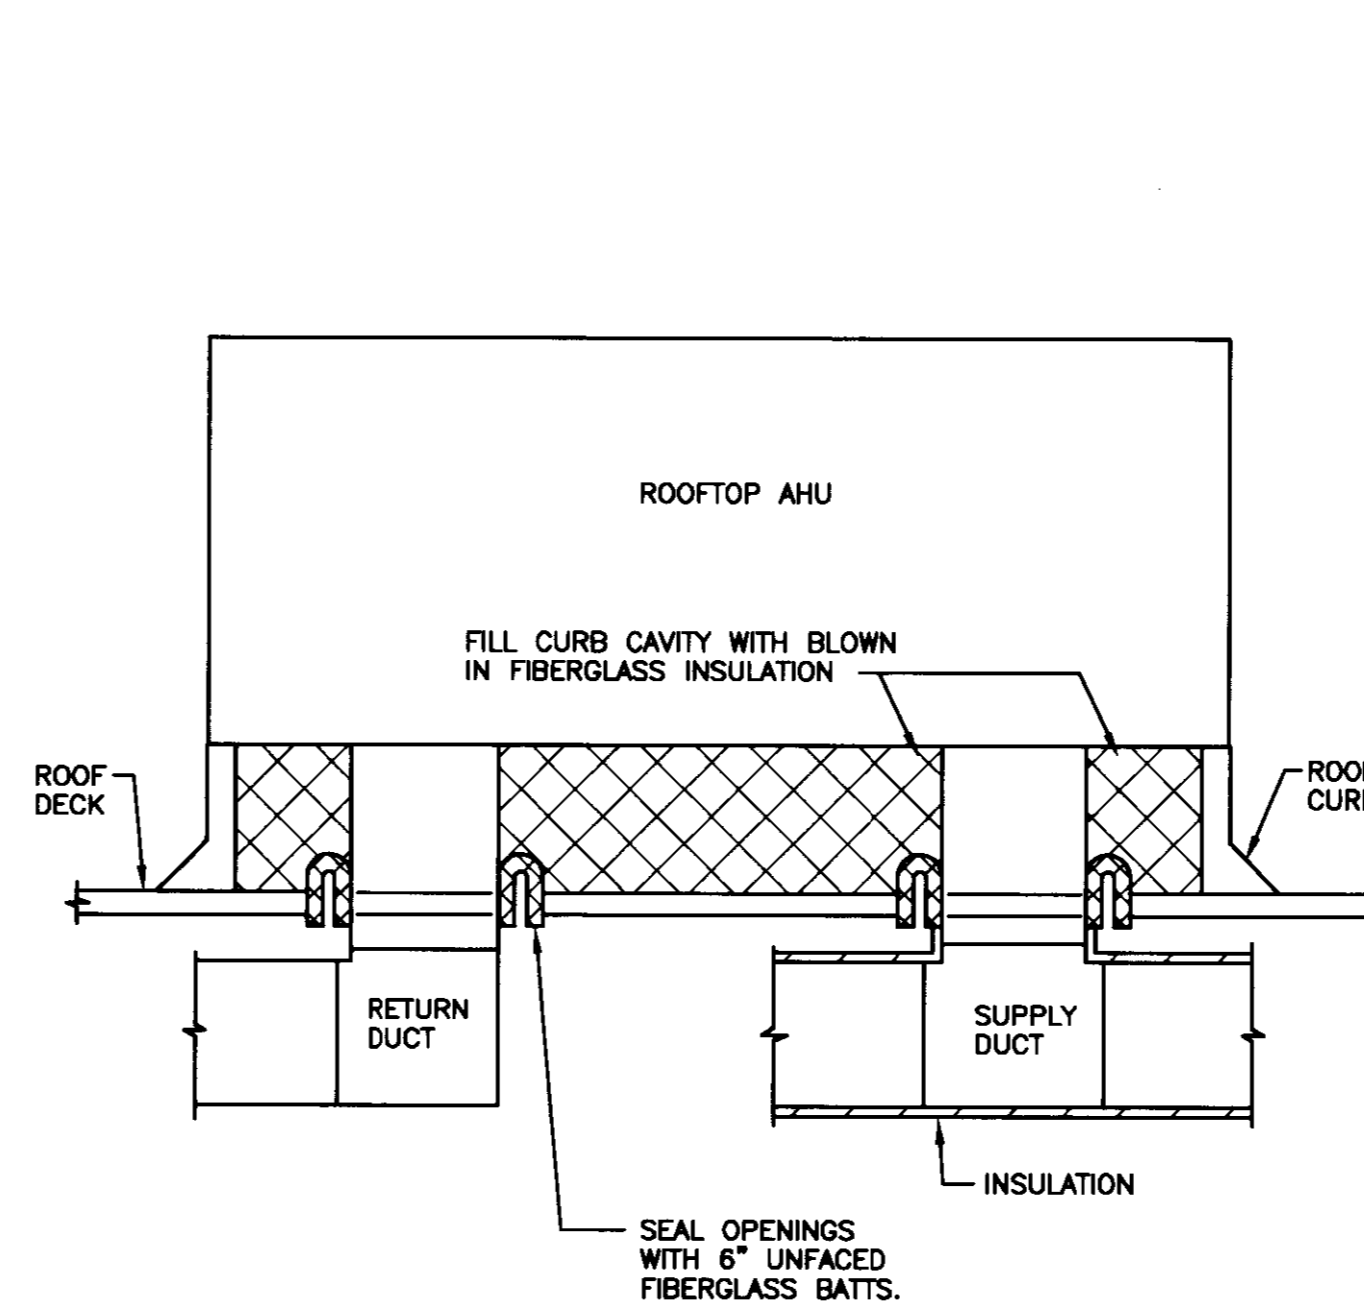 ROOFTOP AHU
FILL CURB CAVITY WITH BLOWN
IN FIBERGLASS INSULATION
ROOF
DECK
RETURN
DUCT
SUPPLY
DUCT
INSULATION
SEAL OPENINGS
WITH 6" UNFACED
FIBERGLASS BATTS.